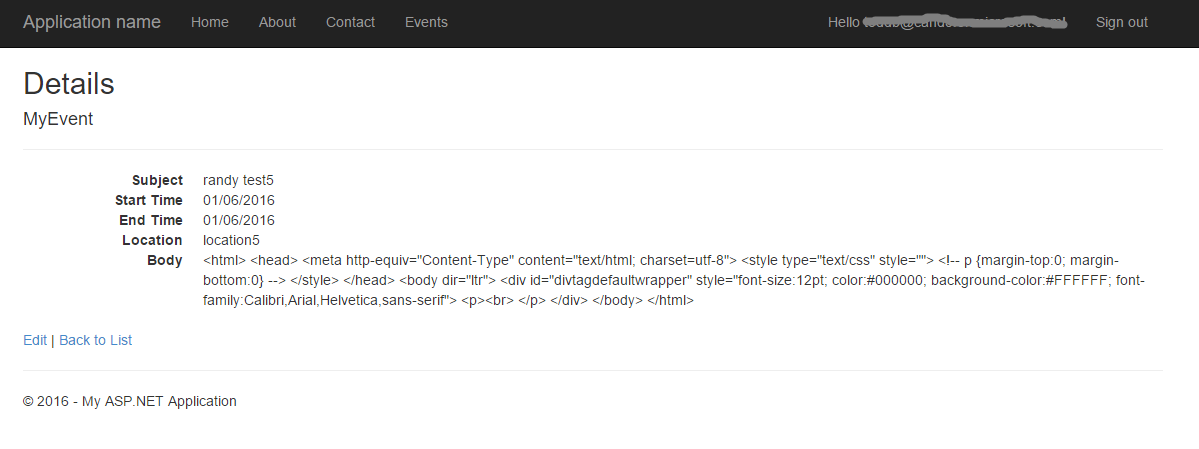 Application name Home About Contact Events Hello Sign out
Details
MyEvent
Subject randy test5
Start Time 01/06/2016
End Time 01/06/2016
Location location5
Body <html> <head> <meta http-equiv="Content-Type" content="text/html; charset=utf-8"> <style type="text/css" style=""> <!-- p {margin-top:0; margin-
bottom:0} --> </style> </head> <body dir="ltr"> <div id="divtagdefaultwrapper" style="font-size:12pt; color:#000000; background-color:#FFFFFF; font-
family:Calibri,Arial,Helvetica,sans-serif"> <p><br> </p> </div> </body> </html>
Edit | Back to List
© 2016 - My ASP.NET Application